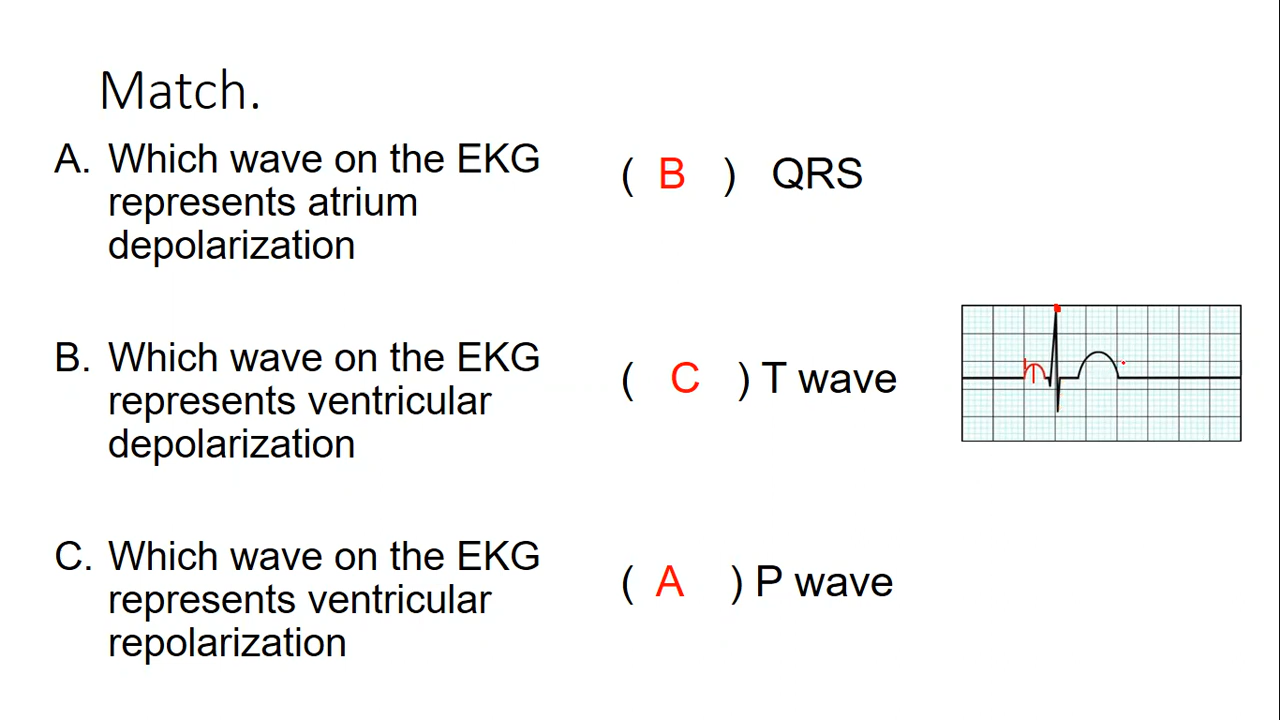 Match.
A. Which wave on the EKG
represents atrium
depolarization
( B ) QRS
B. Which wave on the EKG
represents ventricular
depolarization
( C ) T wave
C. Which wave on the EKG
represents ventricular
repolarization
( A ) P wave